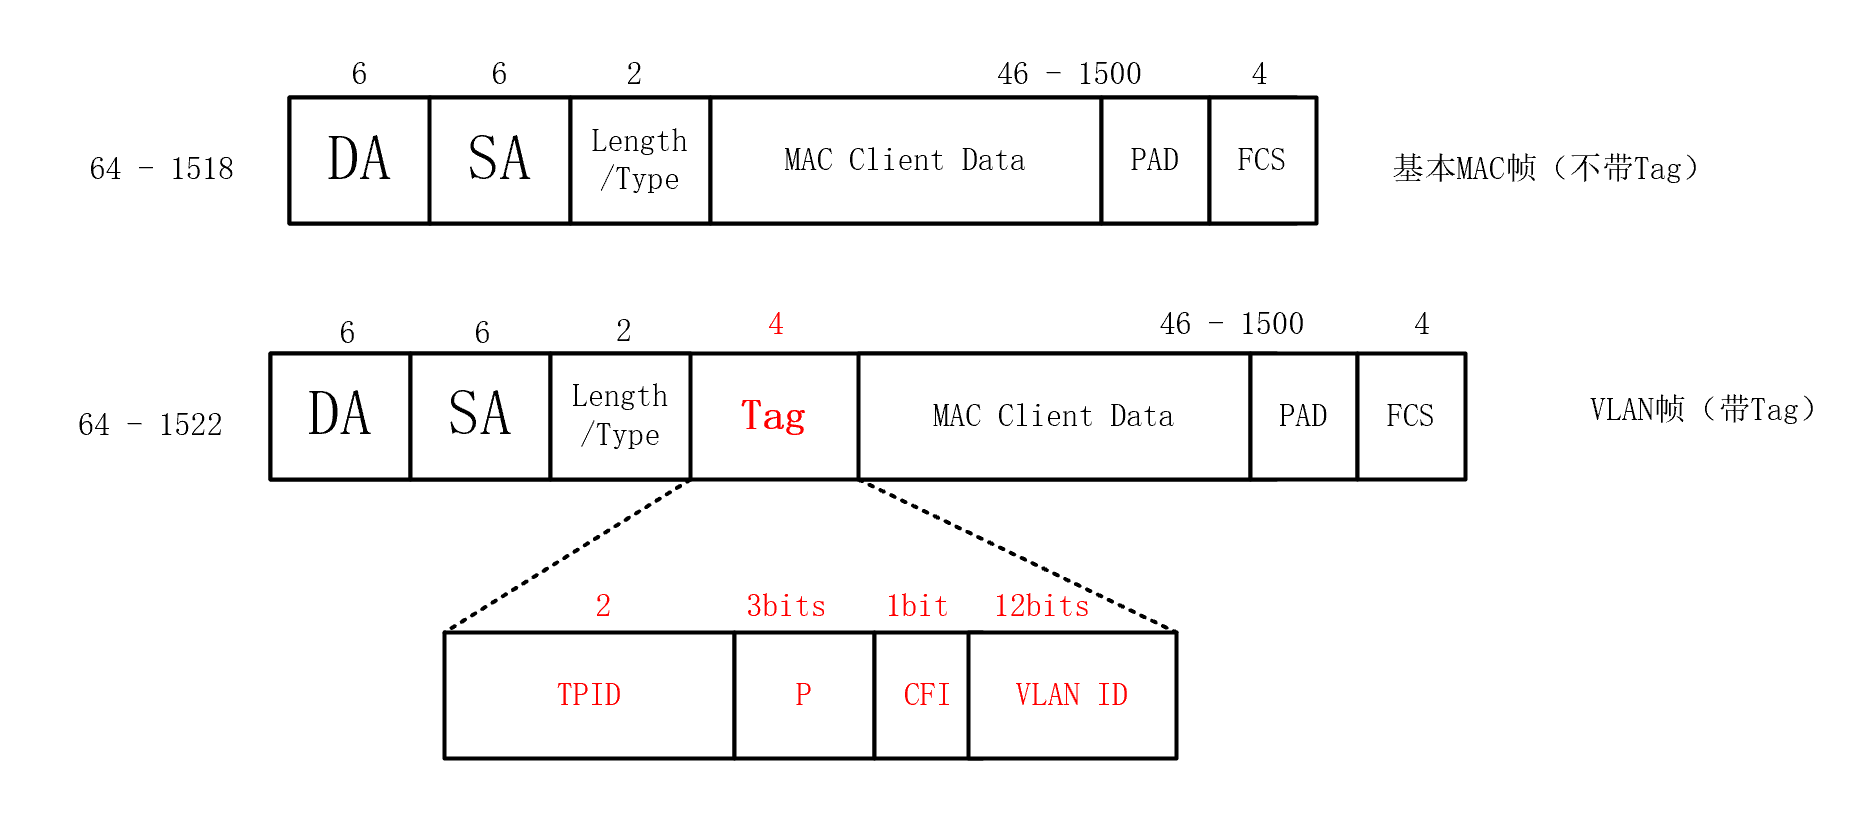 6 6 2 46 - 1500 4
64 - 1518 DA SA Length /Type MAC Client Data PAD FCS 基本MAC帧（不带Tag）
6 6 2 4 46 - 1500 4
64 - 1522 DA SA Length /Type Tag MAC Client Data PAD FCS VLAN帧（带Tag）
2 3bits 1bit 12bits
TPID P CFI VLAN ID